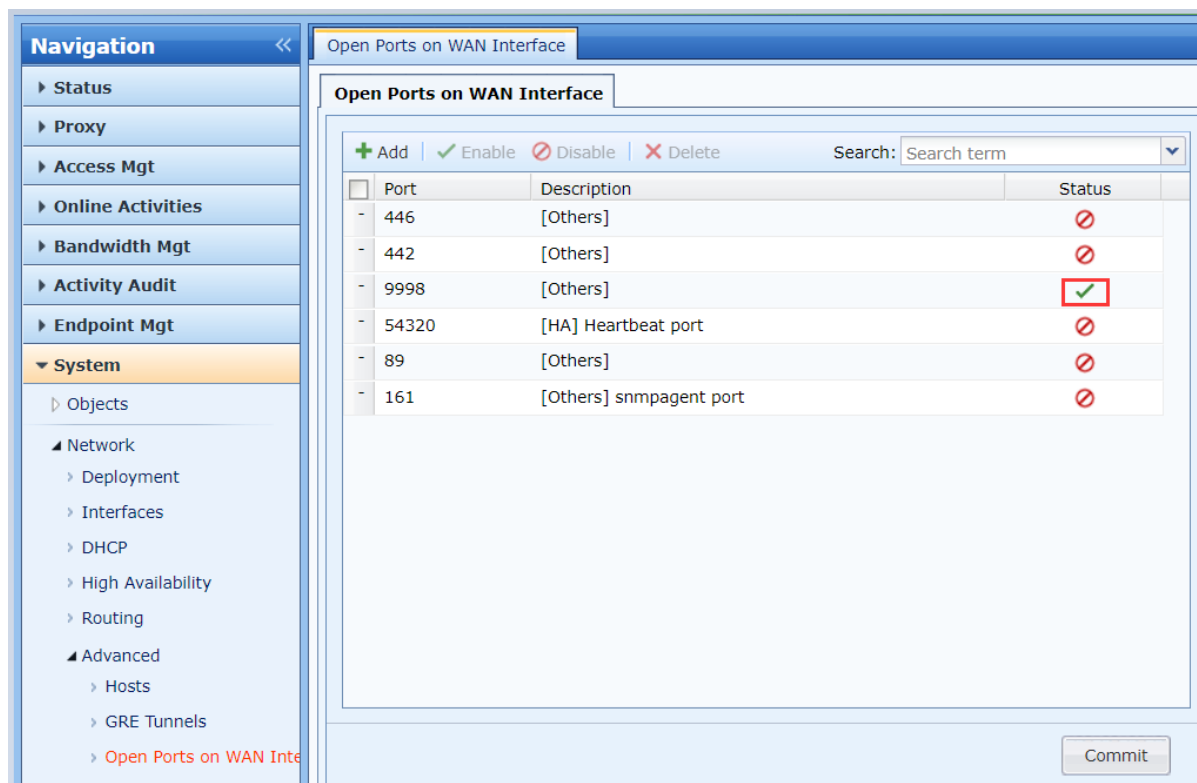 Navigation
Status
Proxy
Access Mgt
Online Activities
Bandwidth Mgt
Activity Audit
Endpoint Mgt
System
Objects
Network
Deployment
Interfaces
DHCP
High Availability
Routing
Advanced
Hosts
GRE Tunnels
Open Ports on WAN Inte
Open Ports on WAN Interface
Open Ports on WAN Interface
Add Enable Disable Delete Search: Search term
Port Description Status
- 446 [Others]
- 442 [Others]
- 9998 [Others]
- 54320 [HA] Heartbeat port
- 89 [Others]
- 161 [Others] snmpagent port
Commit